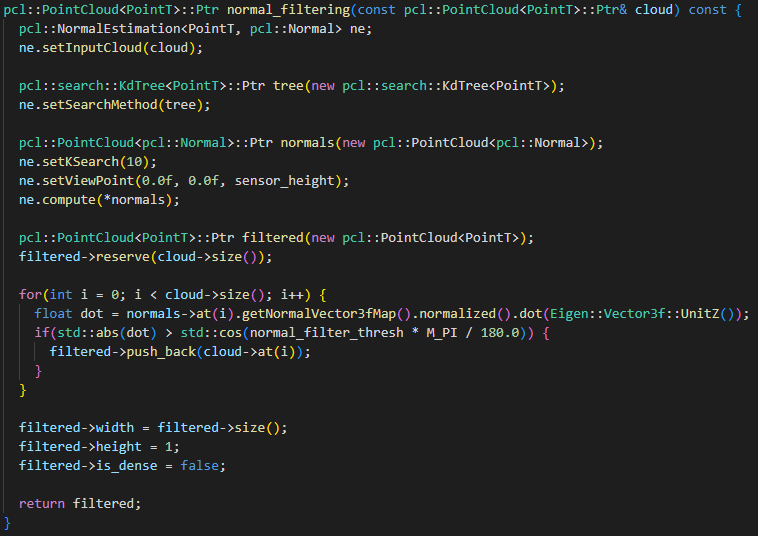 pcl::PointCloud<PointT>::Ptr normal_filtering(const pcl::PointCloud<PointT>::Ptr& cloud) const {
  pcl::NormalEstimation<PointT, pcl::Normal> ne;
  ne.setInputCloud(cloud);

  pcl::search::KdTree<PointT>::Ptr tree(new pcl::search::KdTree<PointT>);
  ne.setSearchMethod(tree);

  pcl::PointCloud<pcl::Normal>::Ptr normals(new pcl::PointCloud<pcl::Normal>);
  ne.setKSearch(10);
  ne.setViewPoint(0.0f, 0.0f, sensor_height);
  ne.compute(*normals);

  pcl::PointCloud<PointT>::Ptr filtered(new pcl::PointCloud<PointT>);
  filtered->reserve(cloud->size());

  for(int i = 0; i < cloud->size(); i++) {
    float dot = normals->at(i).getNormalVector3fMap().normalized().dot(Eigen::Vector3f::UnitZ());
    if(std::abs(dot) > std::cos(normal_filter_thresh * M_PI / 180.0)) {
      filtered->push_back(cloud->at(i));
    }
  }

  filtered->width = filtered->size();
  filtered->height = 1;
  filtered->is_dense = false;

  return filtered;
}